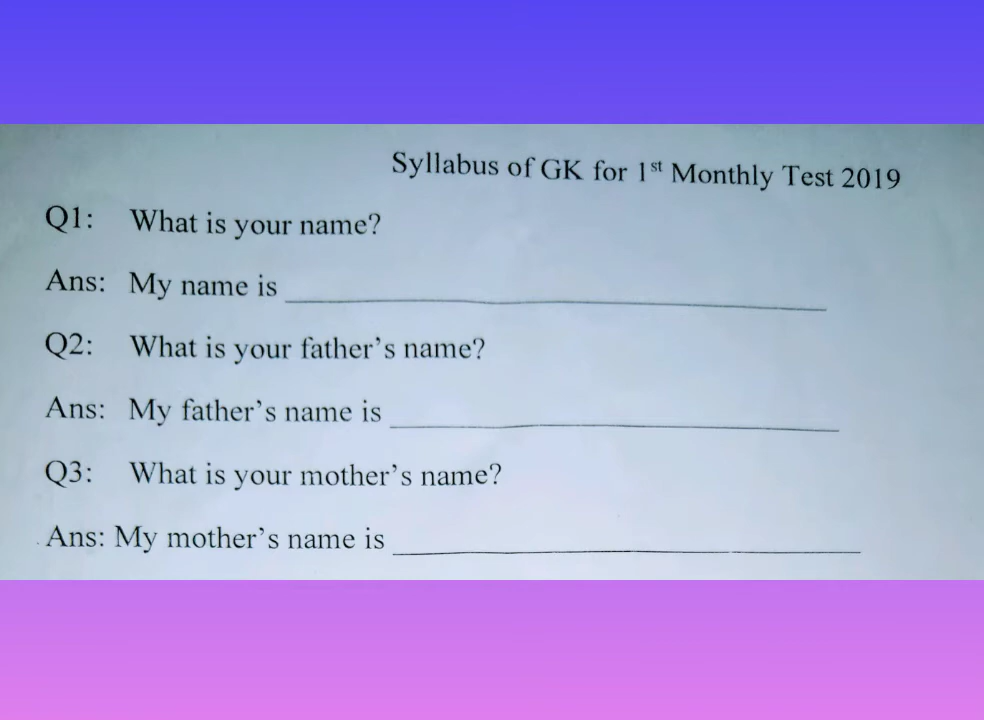 Syllabus of GK for 1st Monthly Test 2019
Q1: What is your name?
Ans: My name is
Q2: What is your father's name?
Ans: My father's name is
Q3: What is your mother's name?
Ans: My mother's name is